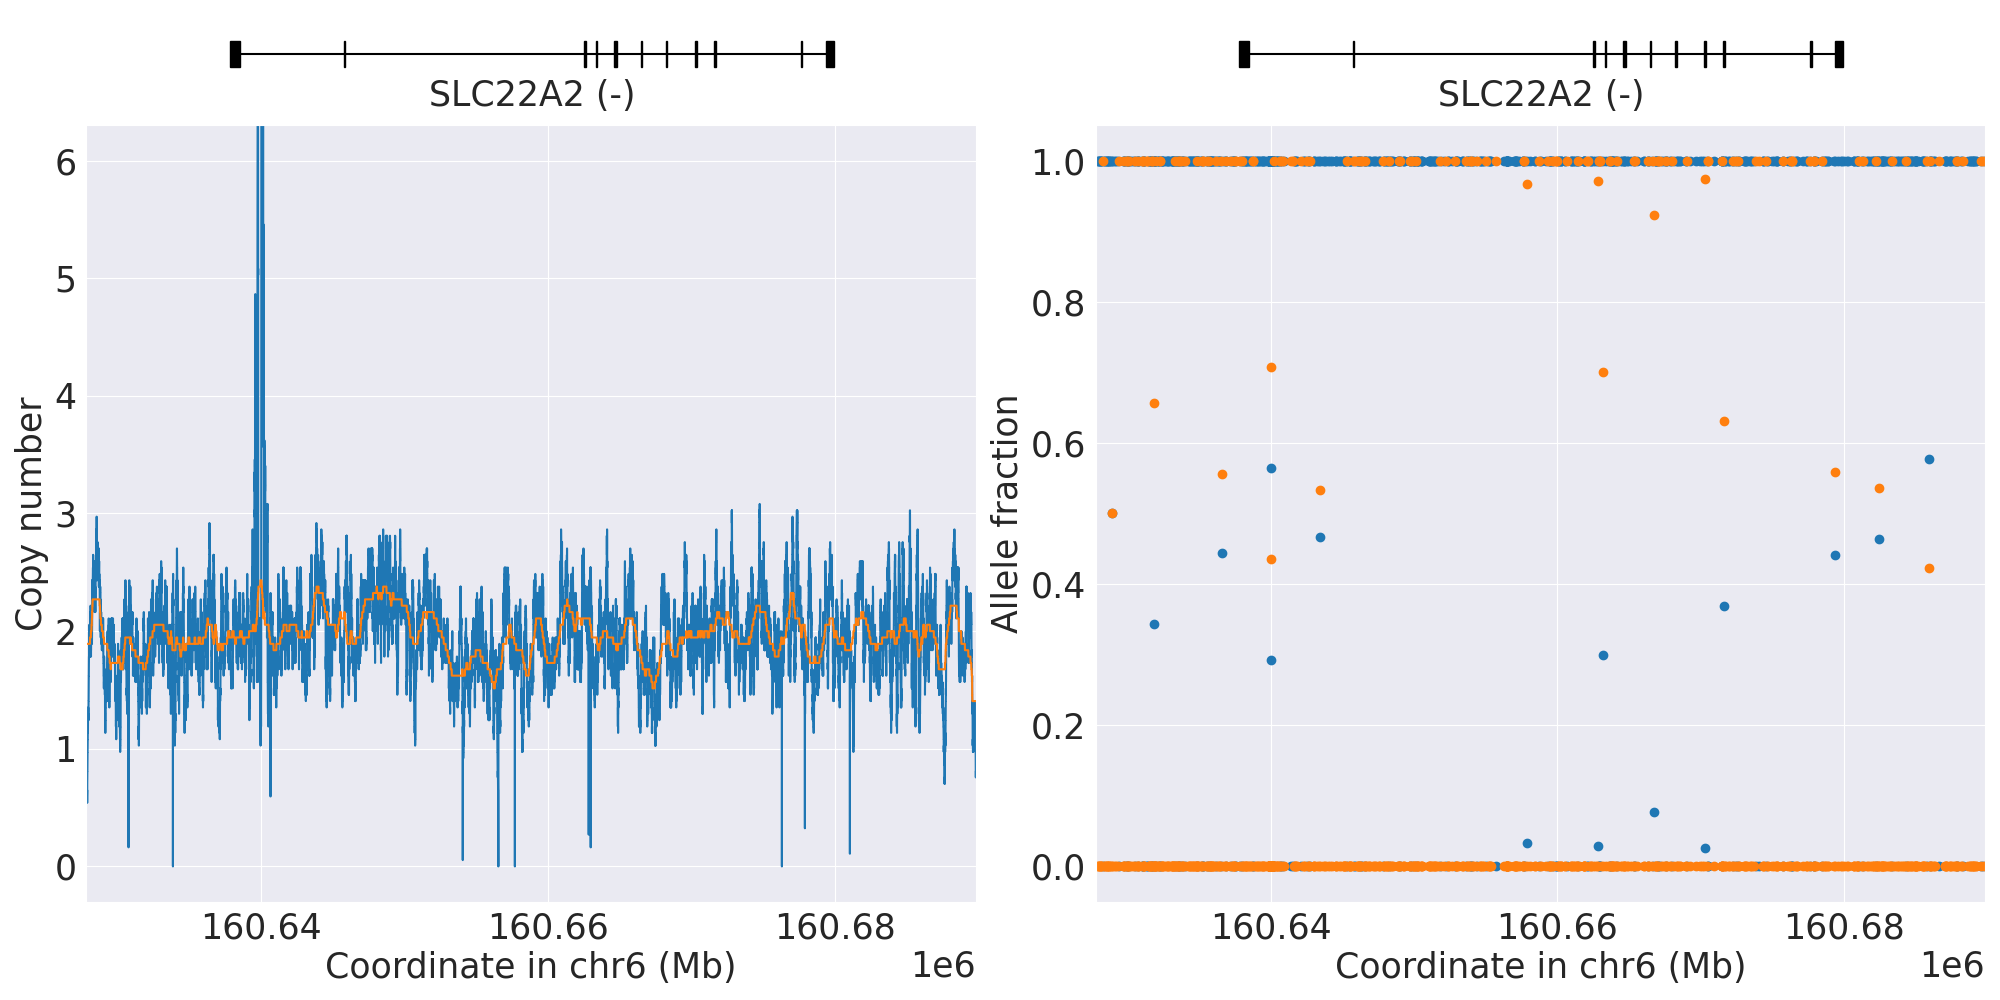 SLC22A2 (-)
6
5
4
3
2
1
0
Copy number
160.64
160.66
160.68
Coordinate in chr6 (Mb)
1e6
SLC22A2 (-)
1.0
0.8
0.6
0.4
0.2
0.0
Allele fraction
160.64
160.66
160.68
Coordinate in chr6 (Mb)
1e6